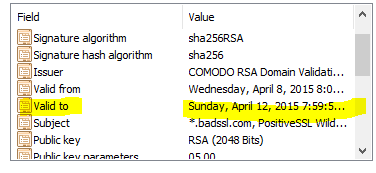 Field Value
Signature algorithm sha256RSA
Signature hash algorithm sha256
Issuer COMODO RSA Domain Validati...
Valid from Wednesday, April 8, 2015 8:0...
Valid to Sunday, April 12, 2015 7:59:5...
Subject *.badssl.com, PositiveSSL Wild...
Public key RSA (2048 Bits)
Public key parameters 05 00